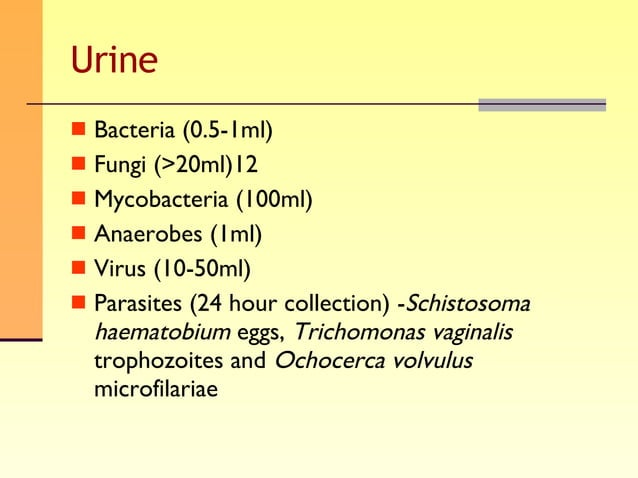 Urine
Bacteria (0.5-1ml)
Fungi (>20ml)12
Mycobacteria (100ml)
Anaerobes (1ml)
Virus (10-50ml)
Parasites (24 hour collection) -Schistosoma
haematobium eggs, Trichomonas vaginalis
trophozoites and Ochocerca volvulus
microfilariae